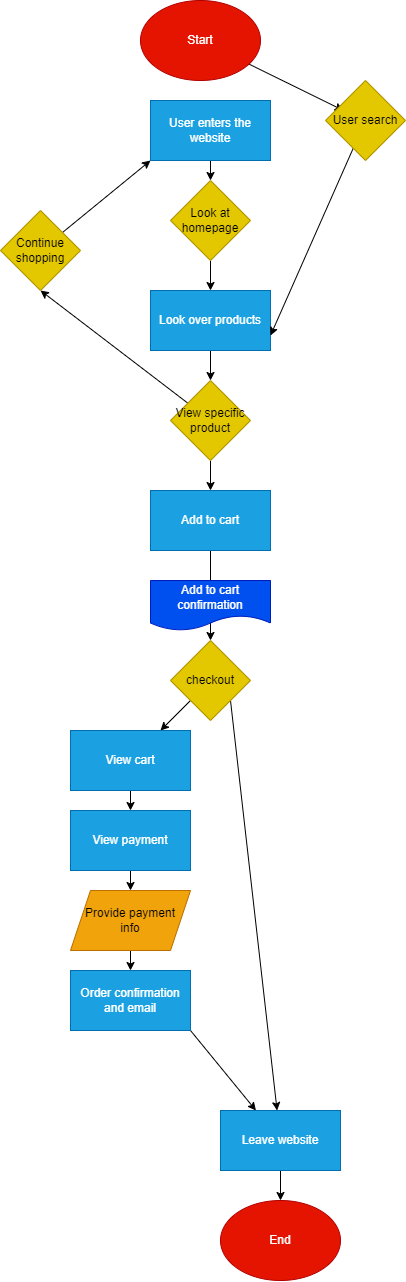 Start
User search
User enters the
website
Look at
homepage
Continue
shopping
Look over products
View specific
product
Add to cart
Add to cart
confirmation
checkout
View cart
View payment
Provide payment
info
Order confirmation
and email
Leave website
End